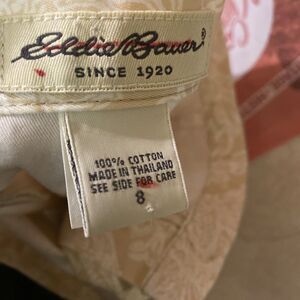 Eddie Bauer®
SINCE 1920
100% COTTON
MADE IN THAILAND
SEE SIDE FOR CARE
8